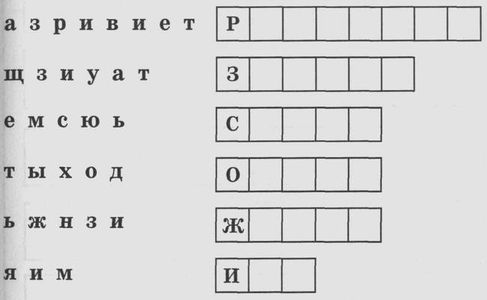 а з р и в и е т Р
щ з и у а т З
е м с ю ь С
т ы х о д О
ь ж н з и Ж
я и м И